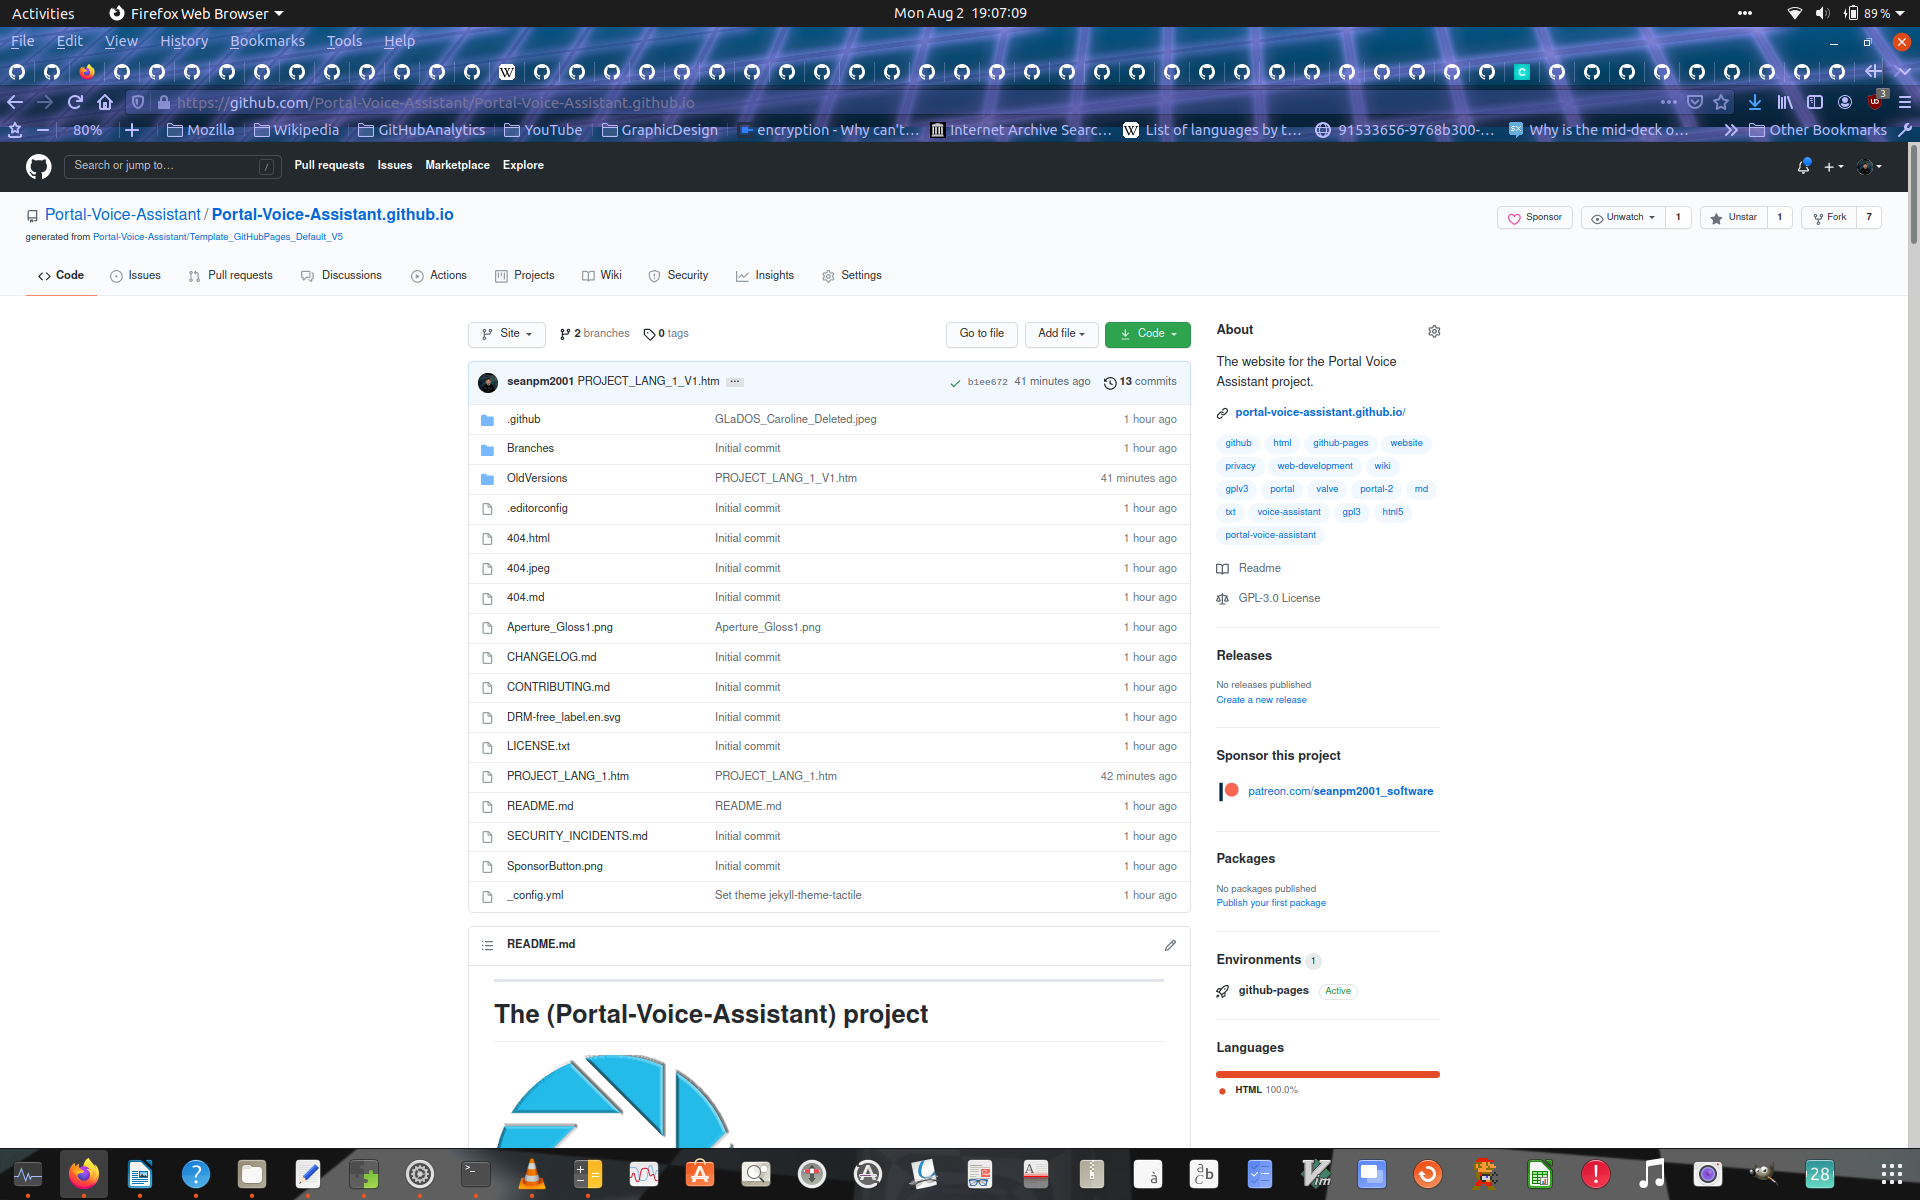 Activities Firefox Web Browser Mon Aug 2 19:07:09 89 %
File Edit View History Bookmarks Tools Help
https://github.com/Portal-Voice-Assistant/Portal-Voice-Assistant.github.io 3
80% Mozilla Wikipedia GitHubAnalytics YouTube GraphicDesign encryption - Why can't… Internet Archive Searc… List of languages by t… 91533656-9768b300-… Why is the mid-deck o… Other Bookmarks
Search or jump to… / Pull requests Issues Marketplace Explore
Portal-Voice-Assistant / Portal-Voice-Assistant.github.io Sponsor Unwatch 1 Unstar 1 Fork 7
generated from Portal-Voice-Assistant/Template_GitHubPages_Default_V5
Code Issues Pull requests Discussions Actions Projects Wiki Security Insights Settings
Site 2 branches 0 tags Go to file Add file Code
seanpm2001 PROJECT_LANG_1_V1.htm … b1ee672 41 minutes ago 13 commits
.github GLaDOS_Caroline_Deleted.jpeg 1 hour ago
Branches Initial commit 1 hour ago
OldVersions PROJECT_LANG_1_V1.htm 41 minutes ago
.editorconfig Initial commit 1 hour ago
404.html Initial commit 1 hour ago
404.jpeg Initial commit 1 hour ago
404.md Initial commit 1 hour ago
Aperture_Gloss1.png Aperture_Gloss1.png 1 hour ago
CHANGELOG.md Initial commit 1 hour ago
CONTRIBUTING.md Initial commit 1 hour ago
DRM-free_label.en.svg Initial commit 1 hour ago
LICENSE.txt Initial commit 1 hour ago
PROJECT_LANG_1.htm PROJECT_LANG_1.htm 42 minutes ago
README.md README.md 1 hour ago
SECURITY_INCIDENTS.md Initial commit 1 hour ago
SponsorButton.png Initial commit 1 hour ago
_config.yml Set theme jekyll-theme-tactile 1 hour ago
README.md
The (Portal-Voice-Assistant) project
About
The website for the Portal Voice
Assistant project.
portal-voice-assistant.github.io/
github html github-pages website
privacy web-development wiki
gplv3 portal valve portal-2 md
txt voice-assistant gpl3 html5
portal-voice-assistant
Readme
GPL-3.0 License
Releases
No releases published
Create a new release
Sponsor this project
patreon.com/seanpm2001_software
Packages
No packages published
Publish your first package
Environments 1
github-pages Active
Languages
HTML 100.0%
28